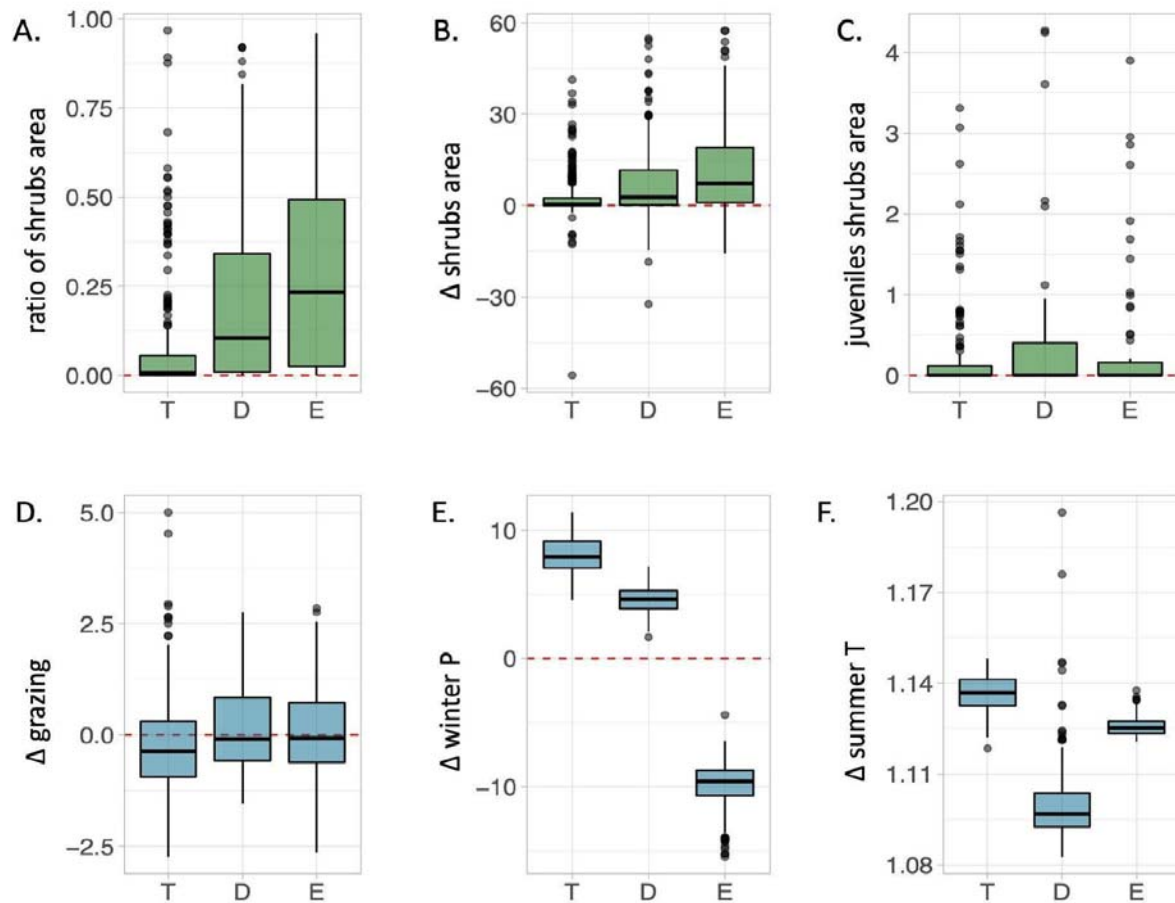 A.
ratio of shrubs area
1.00
0.75
0.50
0.25
0.00
T D E
B.
Δ shrubs area
60
30
0
−30
−60
T D E
C.
juveniles shrubs area
4
3
2
1
0
T D E
D.
Δ grazing
5.0
2.5
0.0
−2.5
T D E
E.
Δ winter P
10
0
−10
T D E
F.
Δ summer T
1.20
1.17
1.14
1.11
1.08
T D E